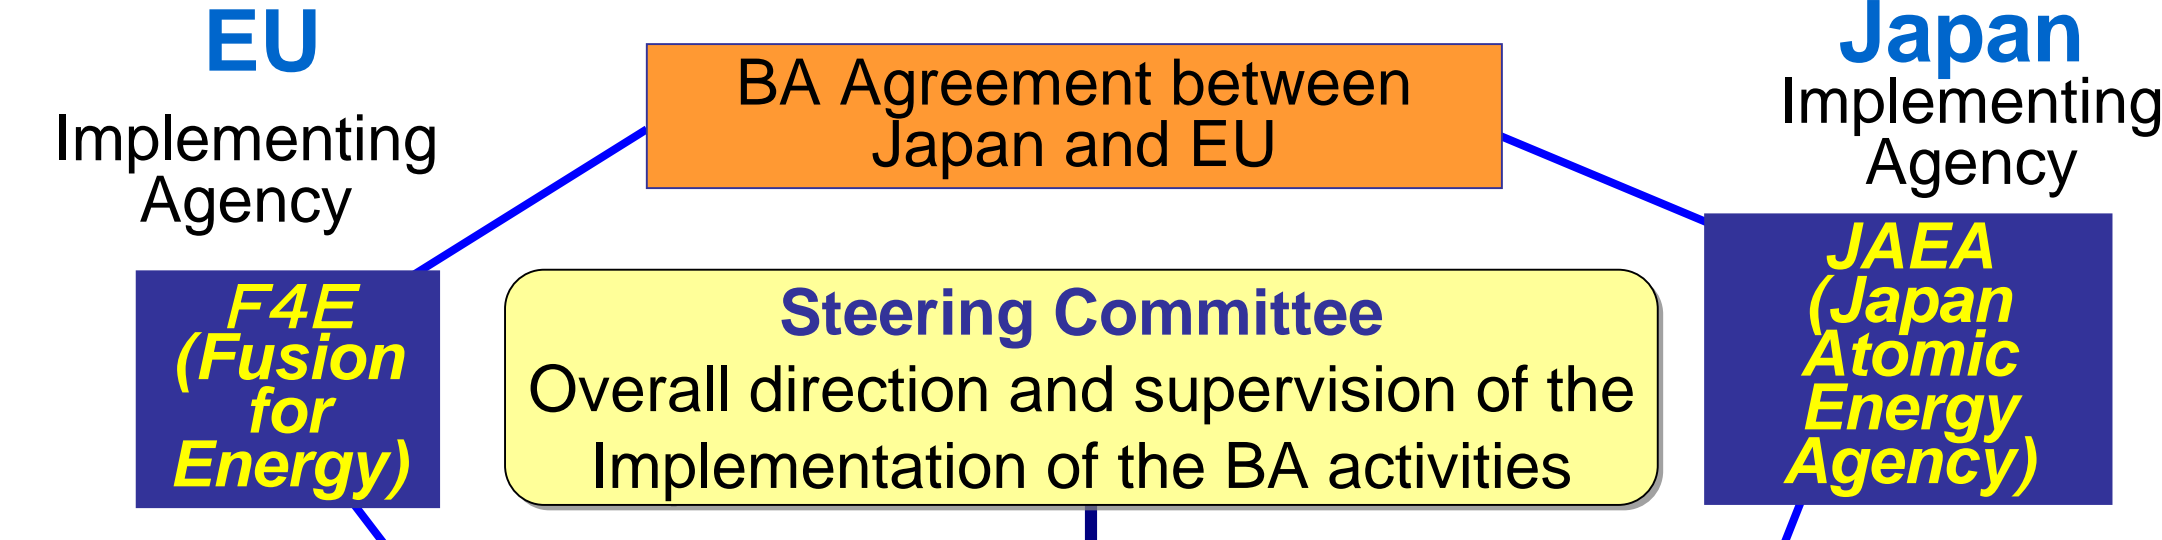 EU
Implementing
Agency
F4E
(Fusion
for
Energy)
BA Agreement between
Japan and EU
Steering Committee
Overall direction and supervision of the
Implementation of the BA activities
Japan
Implementing
Agency
JAEA
(Japan
Atomic
Energy
Agency)